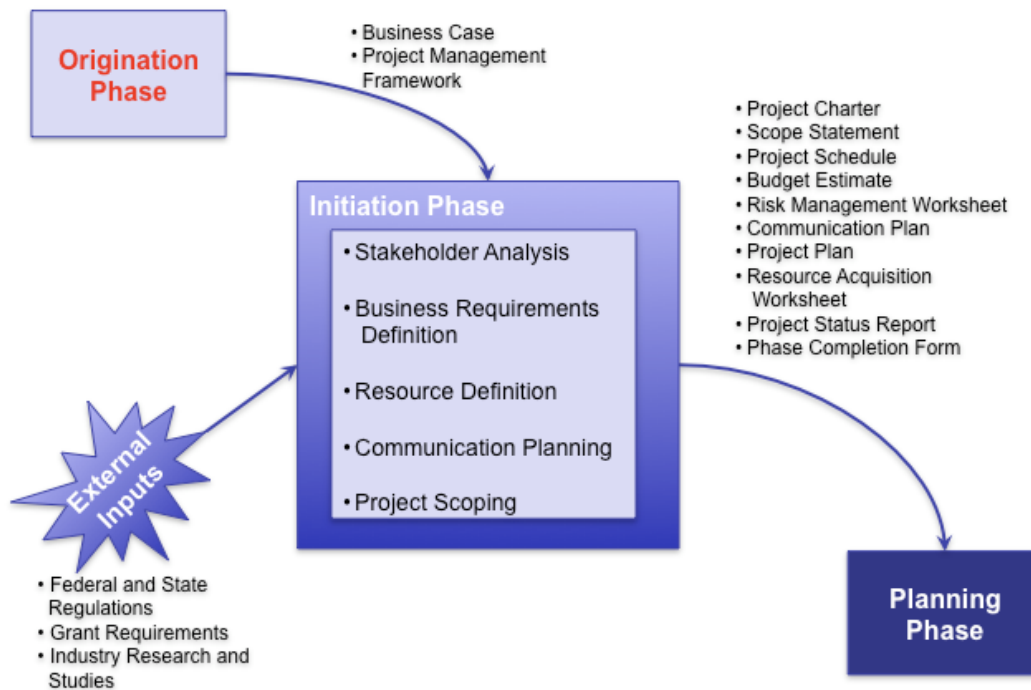 Origination
Phase
• Business Case
• Project Management
Framework
• Project Charter
• Scope Statement
• Project Schedule
• Budget Estimate
• Risk Management Worksheet
• Communication Plan
• Project Plan
• Resource Acquisition
Worksheet
• Project Status Report
• Phase Completion Form
Initiation Phase
• Stakeholder Analysis
• Business Requirements
Definition
• Resource Definition
• Communication Planning
• Project Scoping
External
Inputs
• Federal and State
Regulations
• Grant Requirements
• Industry Research and
Studies
Planning
Phase